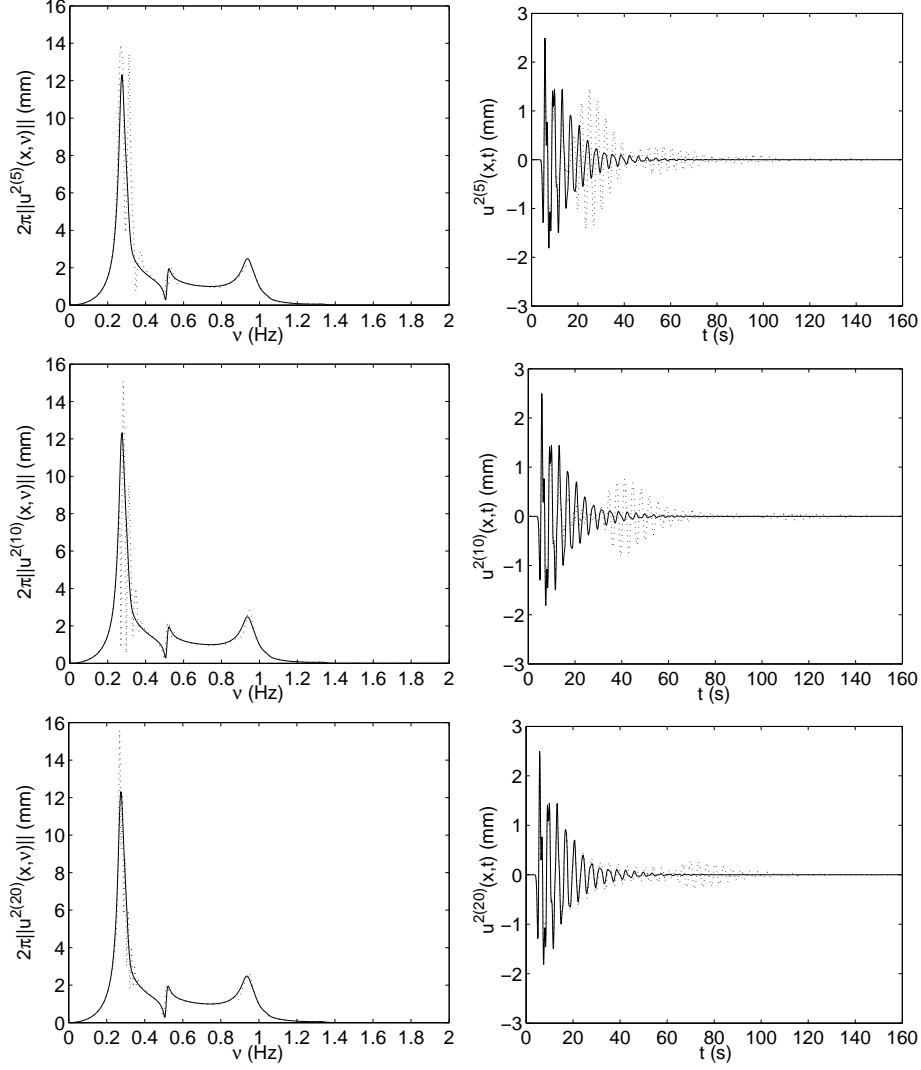 16
14
12
10
8
6
4
2
0
2π||u^2(5)(x,ν)|| (mm)
0 0.2 0.4 0.6 0.8 1 1.2 1.4 1.6 1.8 2
ν (Hz)
3
2
1
0
−1
−2
−3
u^2(5)(x,t) (mm)
0 20 40 60 80 100 120 140 160
t (s)
16
14
12
10
8
6
4
2
0
2π||u^2(10)(x,ν)|| (mm)
0 0.2 0.4 0.6 0.8 1 1.2 1.4 1.6 1.8 2
ν (Hz)
3
2
1
0
−1
−2
−3
u^2(10)(x,t) (mm)
0 20 40 60 80 100 120 140 160
t (s)
16
14
12
10
8
6
4
2
0
2π||u^2(20)(x,ν)|| (mm)
0 0.2 0.4 0.6 0.8 1 1.2 1.4 1.6 1.8 2
ν (Hz)
3
2
1
0
−1
−2
−3
u^2(20)(x,t) (mm)
0 20 40 60 80 100 120 140 160
t (s)